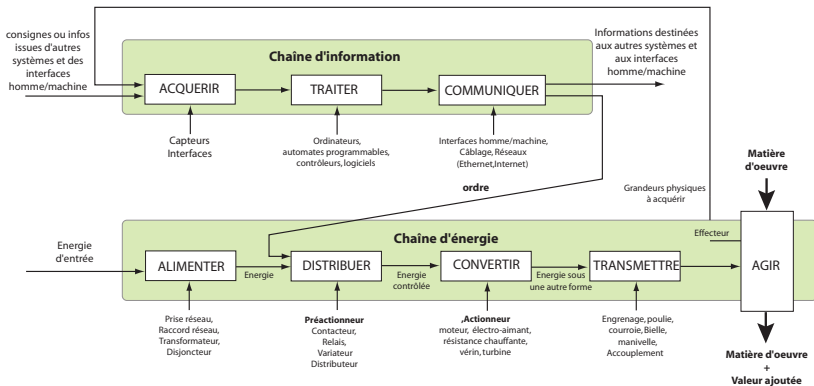 consignes ou infos
issues d'autres
systèmes et des
interfaces
homme/machine
Chaîne d'information
Informations destinées
aux autres systèmes et
aux interfaces
homme/machine
ACQUERIR
TRAITER
COMMUNIQUER
Capteurs
Interfaces
Ordinateurs,
automates programmables,
contrôleurs, logiciels
Interfaces homme/machine,
Câblage, Réseaux
(Ethernet,Internet)
ordre
Grandeurs physiques
à acquérir
Matière
d'oeuvre
Energie
d'entrée
Chaîne d'énergie
Effecteur
ALIMENTER
Energie
DISTRIBUER
Energie
contrôlée
CONVERTIR
Energie sous
une autre forme
TRANSMETTRE
AGIR
Prise réseau,
Raccord réseau,
Transformateur,
Disjoncteur
Préactionneur
Contacteur,
Relais,
Variateur
Distributeur
,Actionneur
moteur, électro-aimant,
résistance chauffante,
vérin, turbine
Engrenage, poulie,
courroie, Bielle,
manivelle,
Accouplement
Matière d'oeuvre
+
Valeur ajoutée